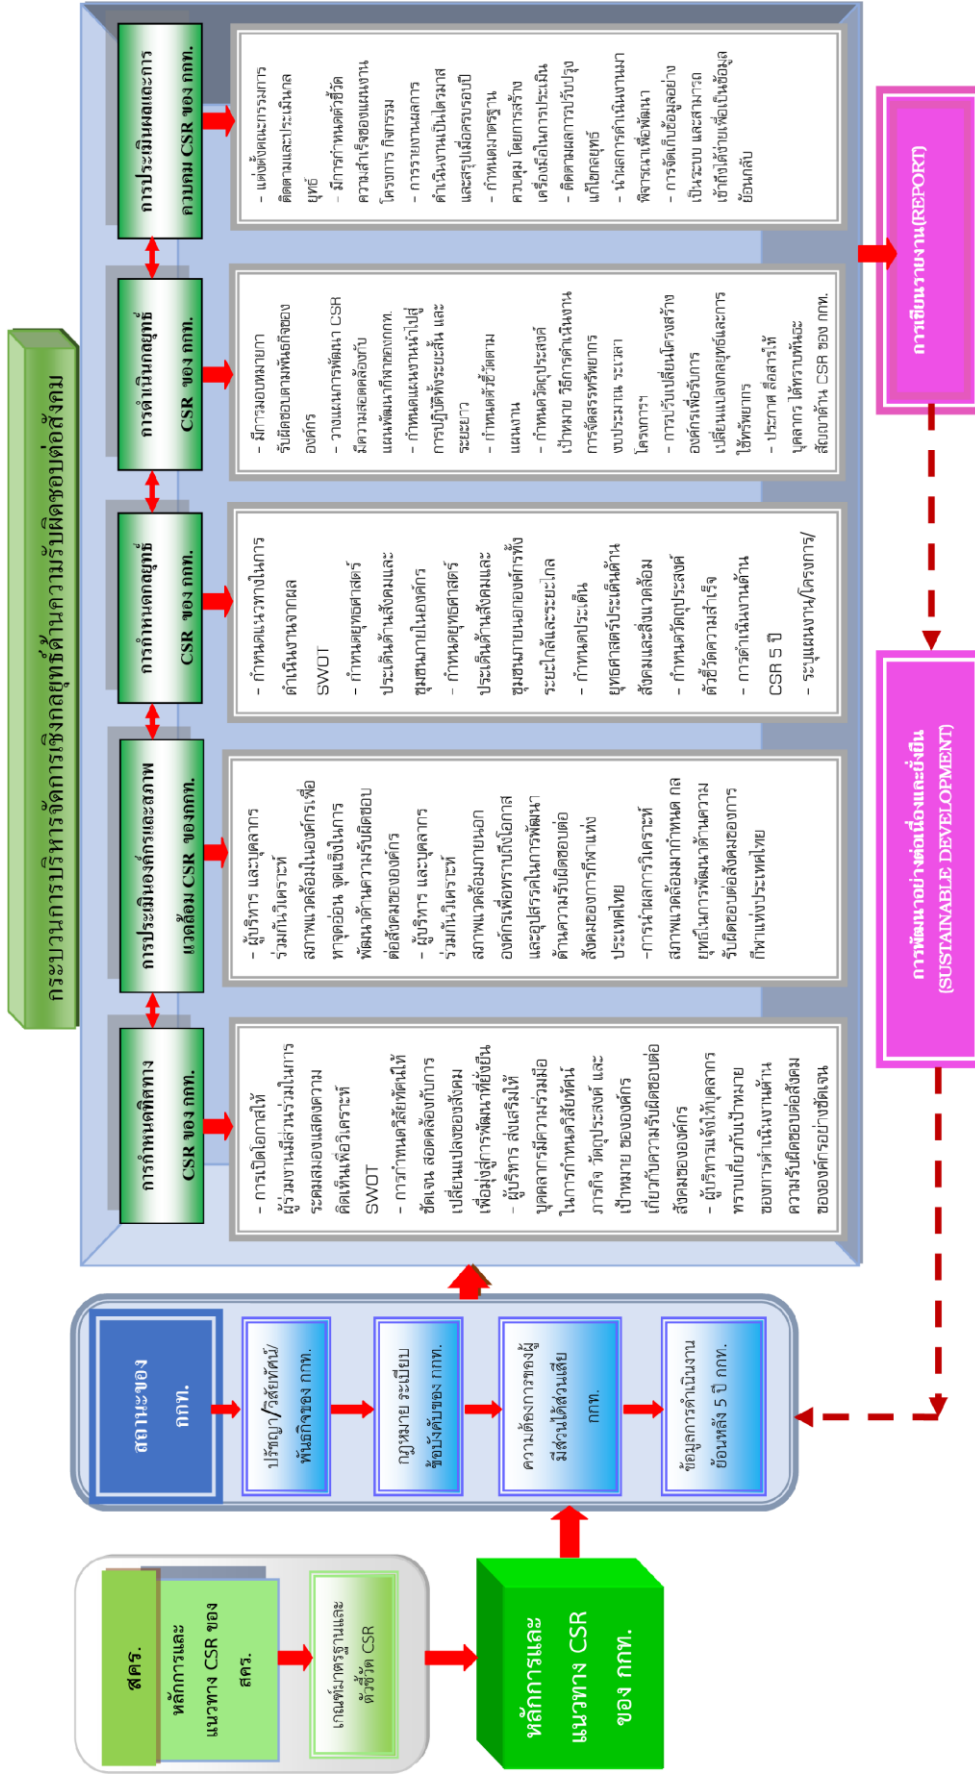 กระบวนการบริหารจัดการเชิงกลยุทธ์ด้านความรับผิดชอบต่อสังคม
สคร.
หลักการและ
แนวทาง CSR ของ
สคร.
เกณฑ์มาตรฐานและ
ตัวชี้วัด CSR
หลักการและ
แนวทาง CSR
ของ กกท.
สถานะของ
กกท.
ปรัชญา/วิสัยทัศน์/
พันธกิจของ กกท.
กฎหมาย ระเบียบ
ข้อบังคับของ กกท.
ความต้องการของผู้
มีส่วนได้ส่วนเสีย
กกท.
ข้อมูลการดำเนินงาน
ย้อนหลัง 5 ปี กกท.
การกำหนดทิศทาง
CSR ของ กกท.
- การเปิดโอกาสให้
ผู้ร่วมงานมีส่วนร่วมในการ
ระดมสมองแสดงความ
คิดเห็นเพื่อวิเคราะห์
SWOT
- การกำหนดวิสัยทัศน์ให้
ชัดเจน สอดคล้องกับการ
เปลี่ยนแปลงของสังคม
เพื่อมุ่งสู่การพัฒนาที่ยั่งยืน
- ผู้บริหาร ส่งเสริมให้
บุคคลากรมีความร่วมมือ
ในการกำหนดวิสัยทัศน์
ภารกิจ วัตถุประสงค์ และ
เป้าหมาย ขององค์กร
เกี่ยวกับความรับผิดชอบต่อ
สังคมขององค์กร
- ผู้บริหารแจ้งให้บุคลากร
ทราบเกี่ยวกับเป้าหมาย
ของการดำเนินงานด้าน
ความรับผิดชอบต่อสังคม
ขององค์กรอย่างชัดเจน
การประเมินองค์กรและสภาพ
แวดล้อม CSR ของกกท.
- ผู้บริหาร และบุคลากร
ร่วมกันวิเคราะห์
สภาพแวดล้อมในองค์กรเพื่อ
หาจุดอ่อน จุดแข็งในการ
พัฒนาด้านความรับผิดชอบ
ต่อสังคมขององค์กร
- ผู้บริหาร และบุคลากร
ร่วมกันวิเคราะห์
สภาพแวดล้อมภายนอก
องค์กรเพื่อทราบถึงโอกาส
และอุปสรรคในการพัฒนา
ด้านความรับผิดชอบต่อ
สังคมของการกีฬาแห่ง
ประเทศไทย
-การนำผลการวิเคราะห์
สภาพแวดล้อมมากำหนด กล
ยุทธ์ในการพัฒนาด้านความ
รับผิดชอบต่อสังคมของการ
กีฬาแห่งประเทศไทย
การกำหนดกลยุทธ์
CSR ของ กกท.
- กำหนดแนวทางในการ
ดำเนินงานจากผล
SWOT
- กำหนดยุทธศาสตร์
ประเด็นด้านสังคมและ
ชุมชนภายในองค์กร
- กำหนดยุทธศาสตร์
ประเด็นด้านสังคมและ
ชุมชนภายนอกองค์กรทั้ง
ระยะใกล้และระยะไกล
- กำหนดประเด็น
ยุทธศาสตร์ประเด็นด้าน
สังคมและสิ่งแวดล้อม
- กำหนดวัตถุประสงค์
ตัวชี้วัดความสำเร็จ
- การดำเนินงานด้าน
CSR 5 ปี
- ระบุแผนงาน/โครงการ/
การดำเนินกลยุทธ์
CSR ของ กกท.
- มีการมอบหมายภา
รับผิดชอบตามพันธกิจของ
องค์กร
- วางแผนการพัฒนา CSR
มีความสอดคล้องกับ
แผนพัฒนากีฬาของกกท.
- กำหนดแผนงานนำไปสู่
การปฏิบัติทั้งระยะสั้น และ
ระยะยาว
- กำหนดตัวชี้วัดตาม
แผนงาน
- กำหนดวัตถุประสงค์
เป้าหมาย วิธีการดำเนินงาน
การจัดสรรทรัพยากร
งบประมาณ ระยะเวลา
โครงการฯ
- การปรับเปลี่ยนโครงสร้าง
องค์กรเพื่อรับการ
เปลี่ยนแปลงกลยุทธ์และการ
ใช้ทรัพยากร
- ประกาศ สื่อสารให้
บุคลากร ได้ทราบพันธะ
สัญญาด้าน CSR ของ กกท.
การประเมินผลและการ
ควบคุม CSR ของ กกท.
- แต่งตั้งคณะกรรมการ
ติดตามและประเมินกล
ยุทธ์
- มีการกำหนดตัวชี้วัด
ความสำเร็จของแผนงาน
โครงการ กิจกรรม
- การรายงานผลการ
ดำเนินงานเป็นไตรมาส
และสรุปเมื่อครบรอบปี
- กำหนดมาตรฐาน
ควบคุม โดยการสร้าง
เครื่องมือในการประเมิน
- ติดตามผลการปรับปรุง
แก้ไขกลยุทธ์
- นำผลการดำเนินงานมา
พิจารณาเพื่อพัฒนา
- การจัดเก็บข้อมูลอย่าง
เป็นระบบ และสามารถ
เข้าถึงได้ง่ายเพื่อเป็นข้อมูล
ย้อนกลับ
การเขียนรายงาน(REPORT)
การพัฒนาอย่างต่อเนื่องและยั่งยืน
(SUSTAINABLE DEVELOPMENT)